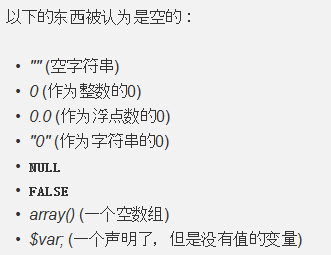 以下的东西被认为是空的：
• "" (空字符串)
• 0 (作为整数的0)
• 0.0 (作为浮点数的0)
• "0" (作为字符串的0)
• NULL
• FALSE
• array() (一个空数组)
• $var; (一个声明了，但是没有值的变量)